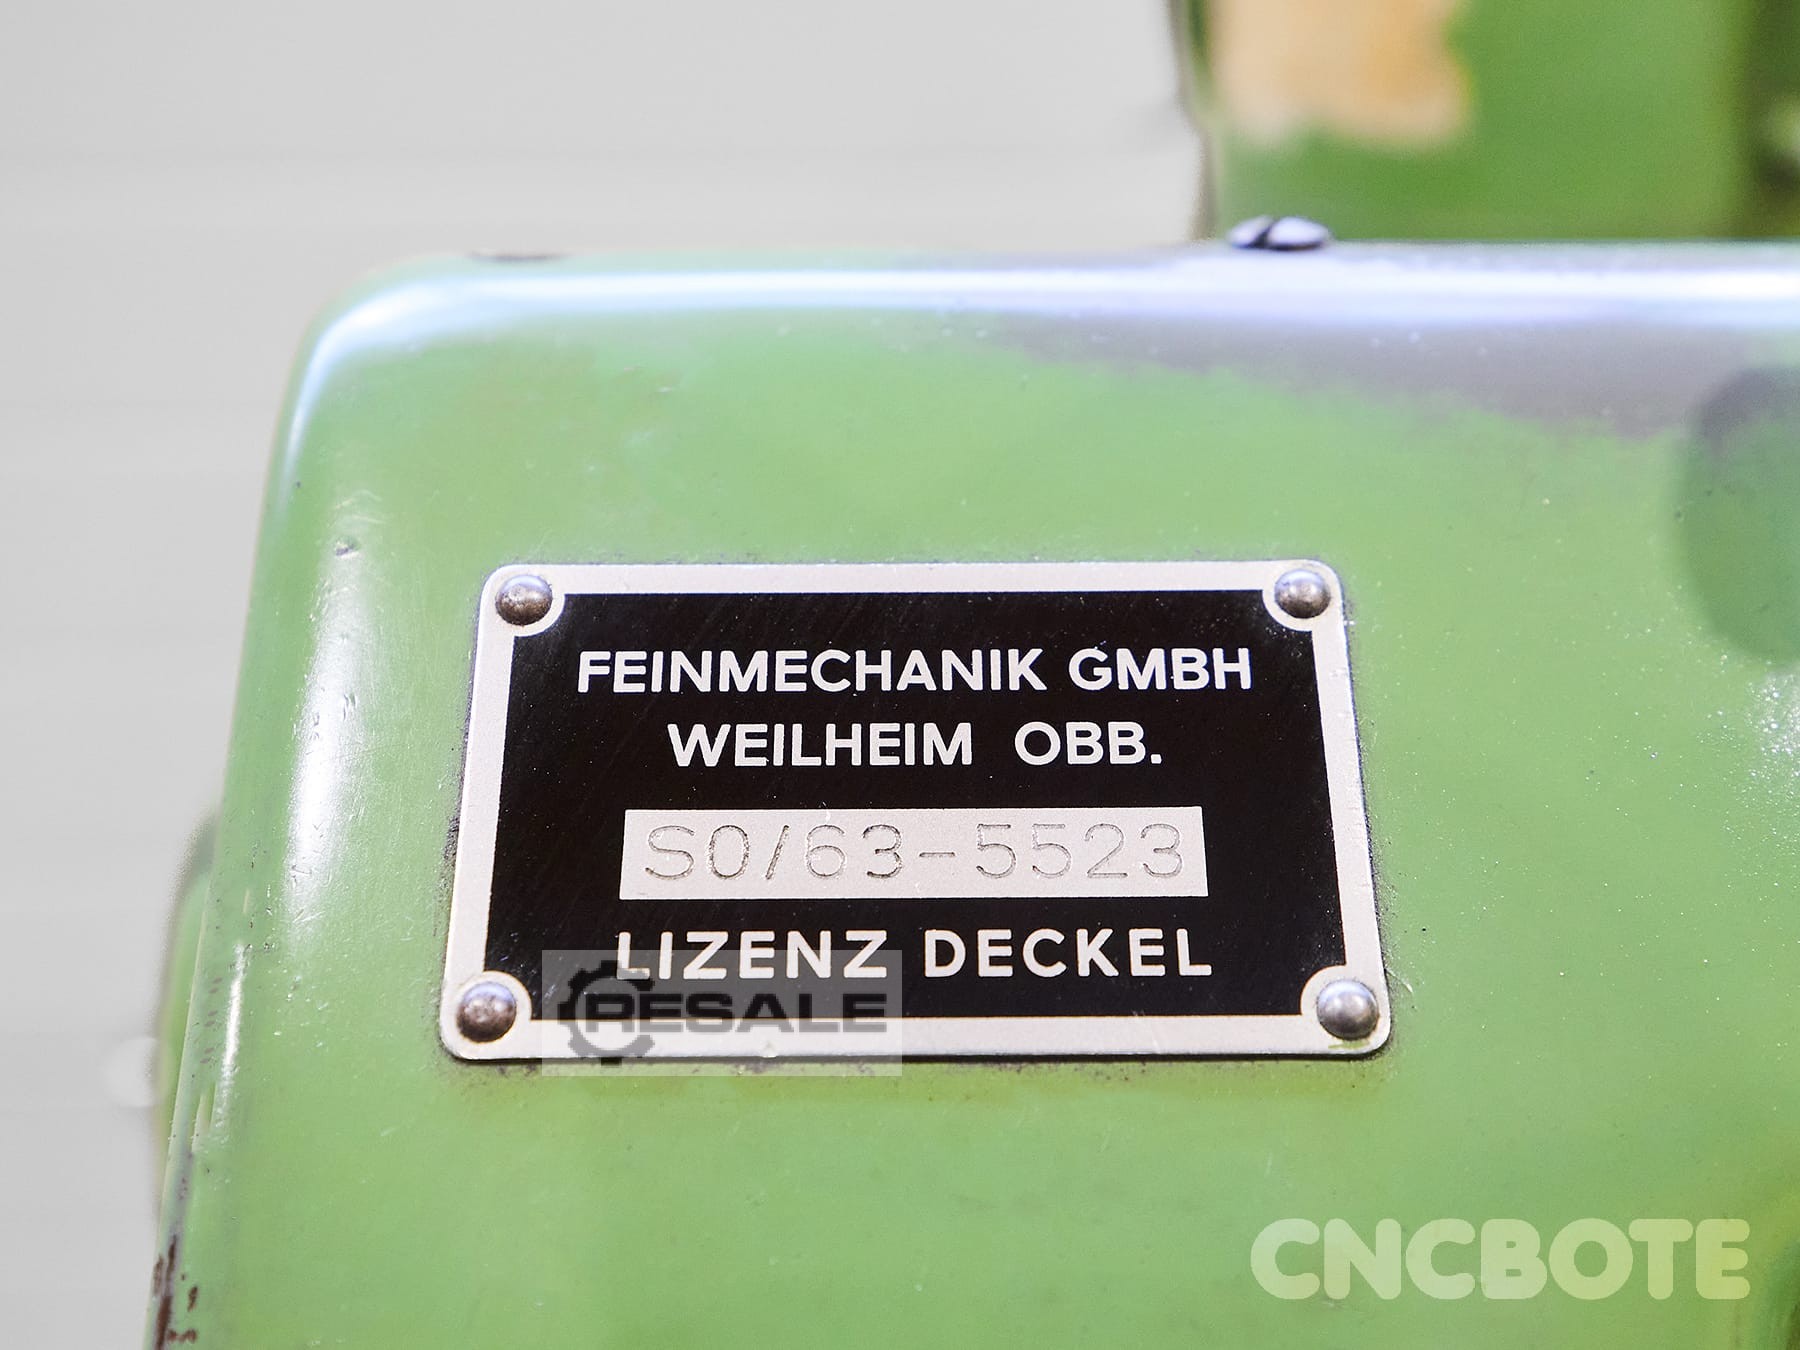 FEINMECHANIK GMBH
WEILHEIM OBB.
S0/63-5523
LIZENZ DECKEL
RESALE
CNCBOTE